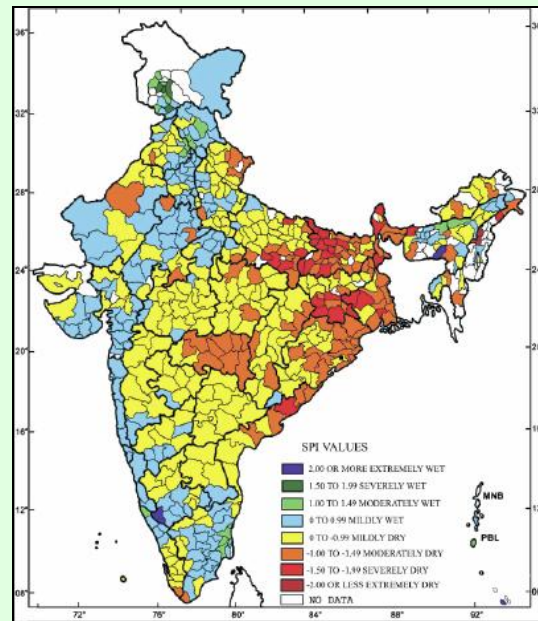 36°
32°
28°
24°
20°
16°
12°
08°
72°
76°
80°
84°
88°
92°
SPI VALUES
2.00 OR MORE EXTREMELY WET
1.50 TO 1.99 SEVERELY WET
1.00 TO 1.49 MODERATELY WET
0 TO 0.99 MILDLY WET
0 TO -0.99 MILDLY DRY
-1.00 TO -1.49 MODERATELY DRY
-1.50 TO -1.99 SEVERELY DRY
-2.00 OR LESS EXTREMELY DRY
NO DATA
MNB
PBL